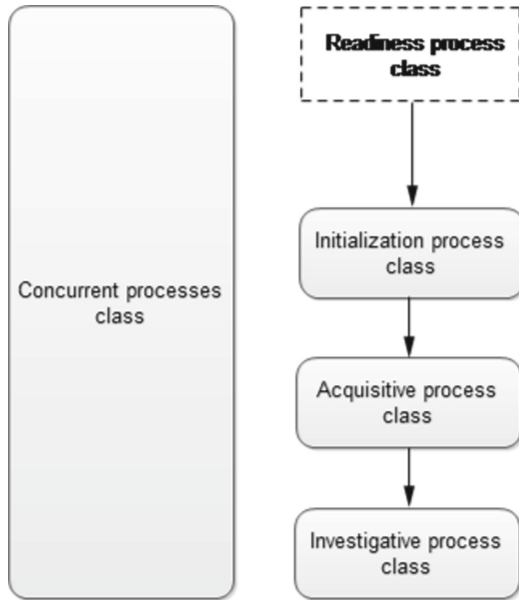 Readiness process
class
Initialization process
class
Concurrent processes
class
Acquisitive process
class
Investigative process
class